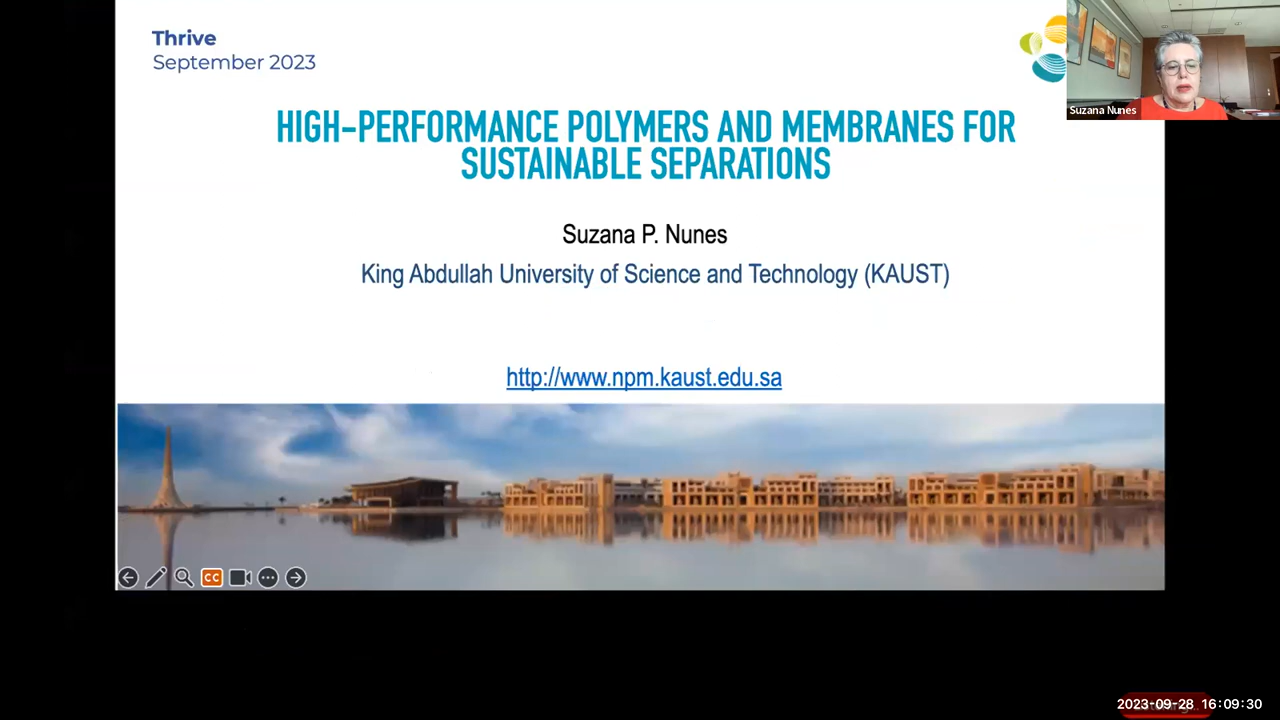 Thrive
September 2023
HIGH-PERFORMANCE POLYMERS AND MEMBRANES FOR
SUSTAINABLE SEPARATIONS
Suzana P. Nunes
King Abdullah University of Science and Technology (KAUST)
http://www.npm.kaust.edu.sa
Suzana Nunes
CC
2023-09-28 16:09:30